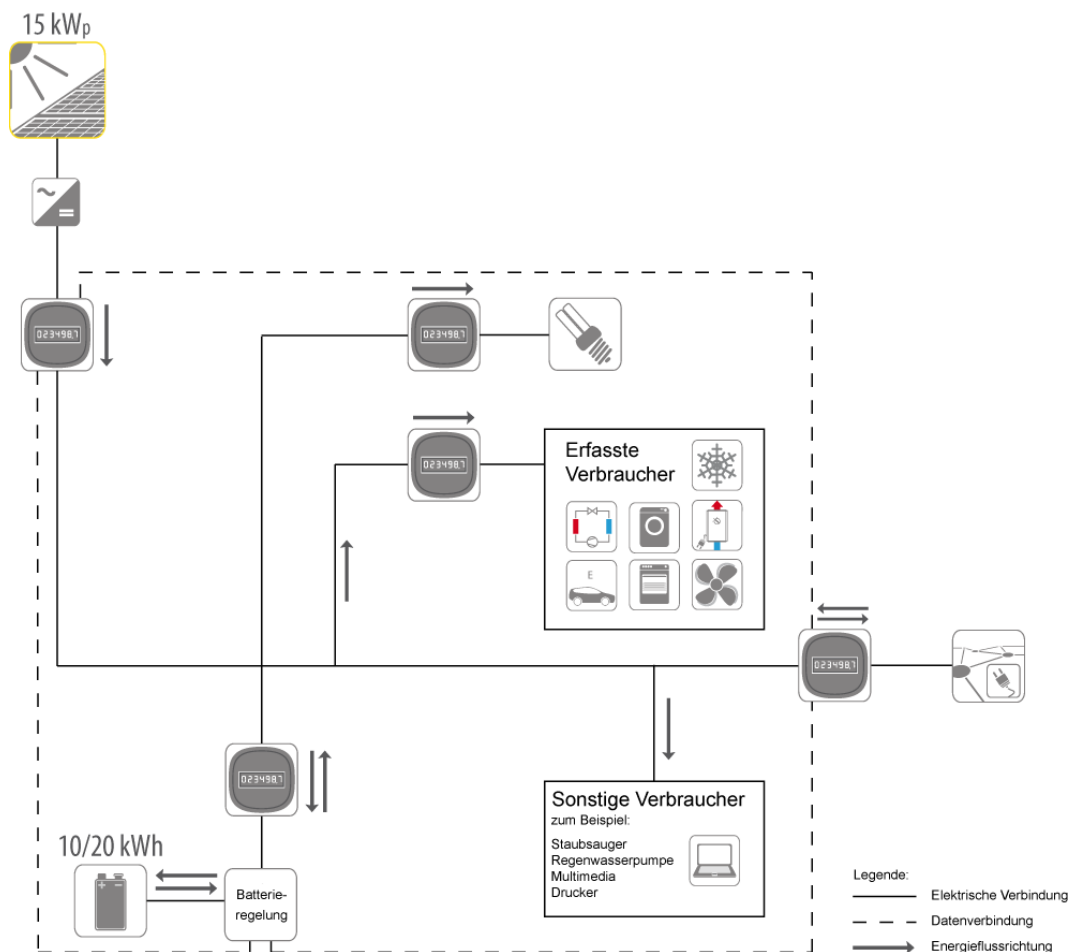 15 kWp
023498,7
023498,7
023498,7
Erfasste
Verbraucher
E
023498,7
023498,7
10/20 kWh
+ -
Batterie-
regelung
Sonstige Verbraucher
zum Beispiel:
Staubsauger
Regenwasserpumpe
Multimedia
Drucker
Legende:
Elektrische Verbindung
Datenverbindung
Energieflussrichtung